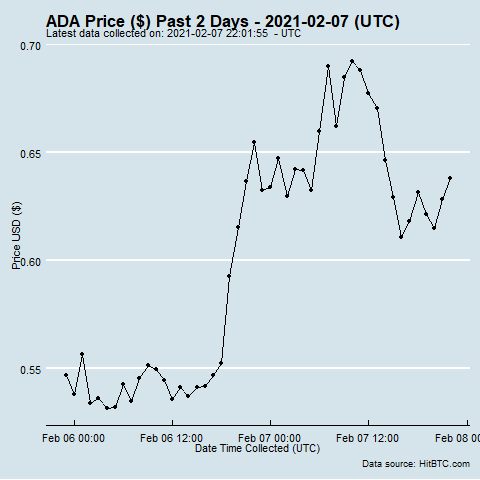 ADA Price ($) Past 2 Days - 2021-02-07 (UTC)
Latest data collected on: 2021-02-07 22:01:55 - UTC
0.70
0.65
0.60
0.55
Price USD ($)
Feb 06 00:00 Feb 06 12:00 Feb 07 00:00 Feb 07 12:00 Feb 08 0
Date Time Collected (UTC)
Data source: HitBTC.com